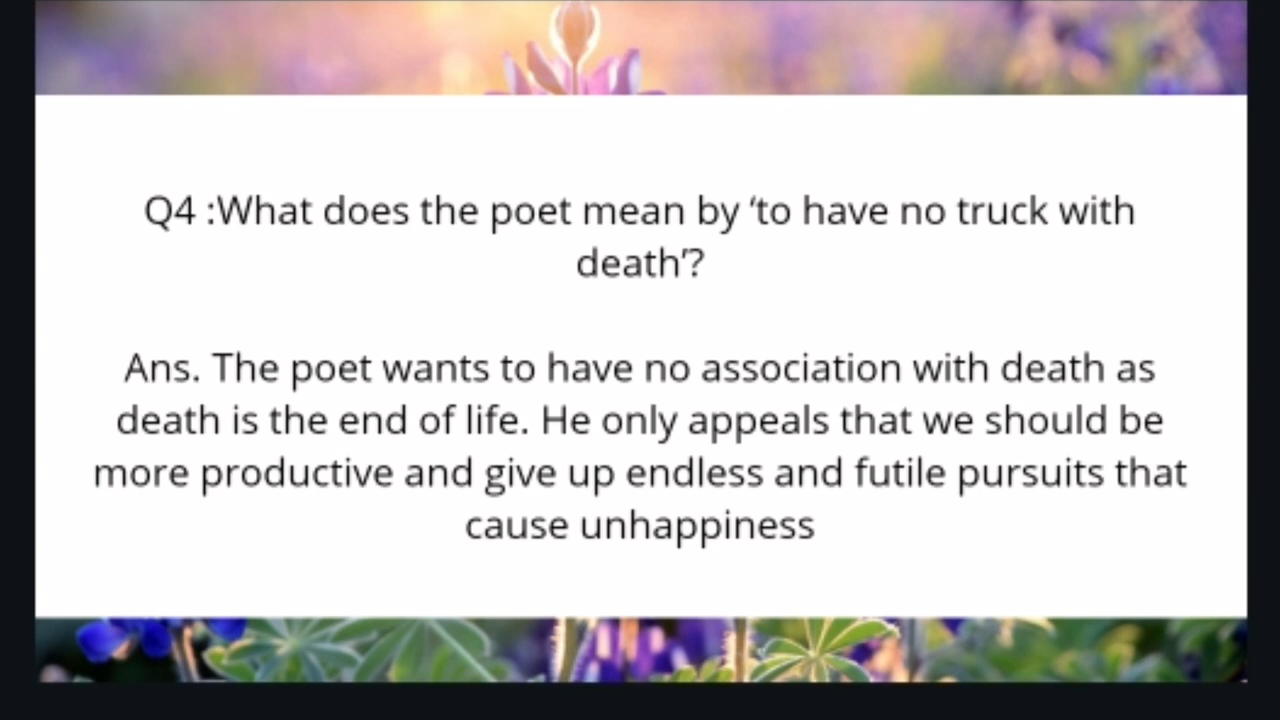 Q4 :What does the poet mean by ‘to have no truck with
death’?
Ans. The poet wants to have no association with death as
death is the end of life. He only appeals that we should be
more productive and give up endless and futile pursuits that
cause unhappiness